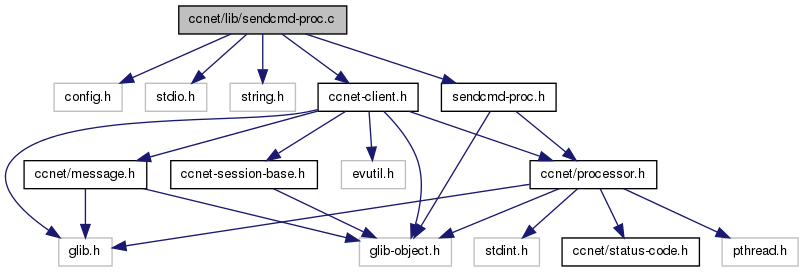 ccnet/lib/sendcmd-proc.c
config.h
stdio.h
string.h
ccnet-client.h
sendcmd-proc.h
ccnet/message.h
ccnet-session-base.h
evutil.h
ccnet/processor.h
glib.h
glib-object.h
stdint.h
ccnet/status-code.h
pthread.h